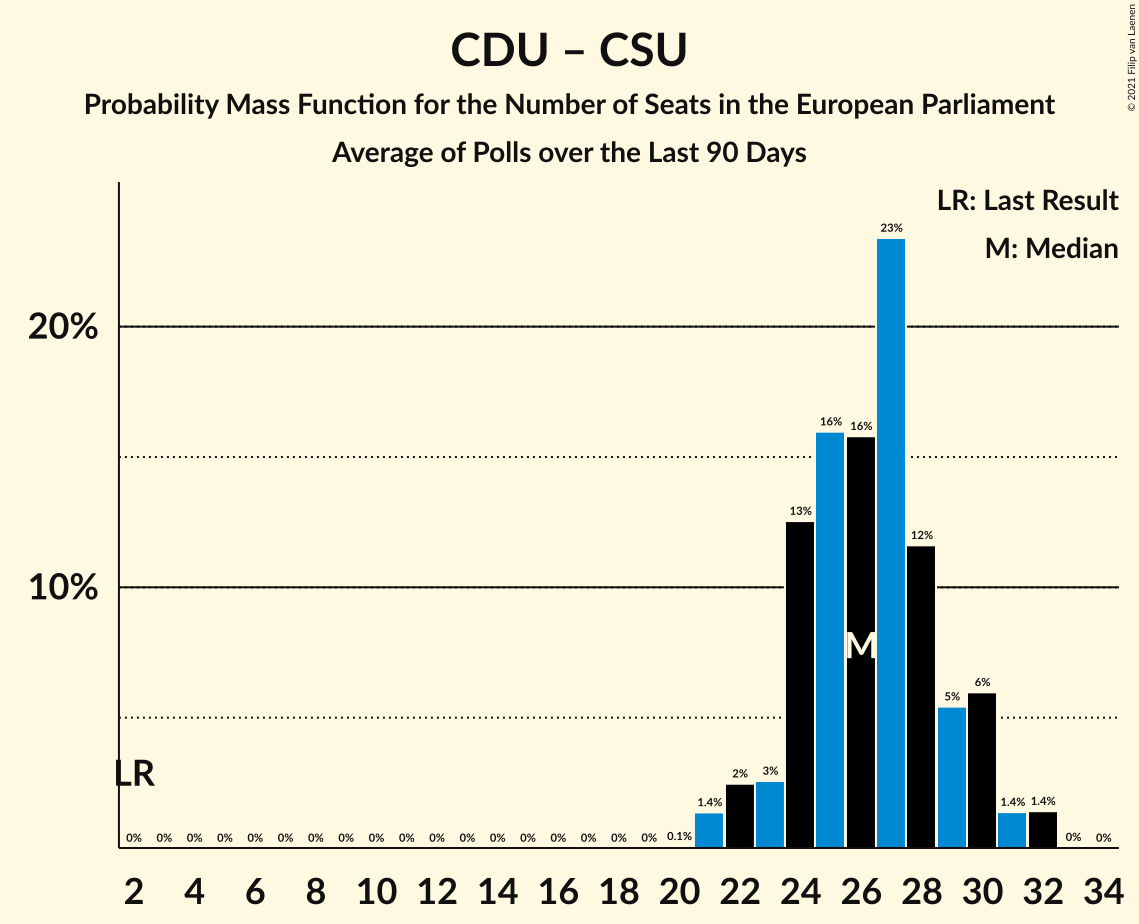 CDU – CSU
Probability Mass Function for the Number of Seats in the European Parliament
Average of Polls over the Last 90 Days
© 2021 Filip van Laenen
LR: Last Result
M: Median
23%
20%
16% 16%
13%
12%
10%
M
6%
5%
LR
2% 3%
1.4% 1.4% 1.4%
0% 0% 0% 0% 0% 0% 0% 0% 0% 0% 0% 0% 0% 0% 0% 0% 0% 0% 0.1% 0% 0%
2 4 6 8 10 12 14 16 18 20 22 24 26 28 30 32 34